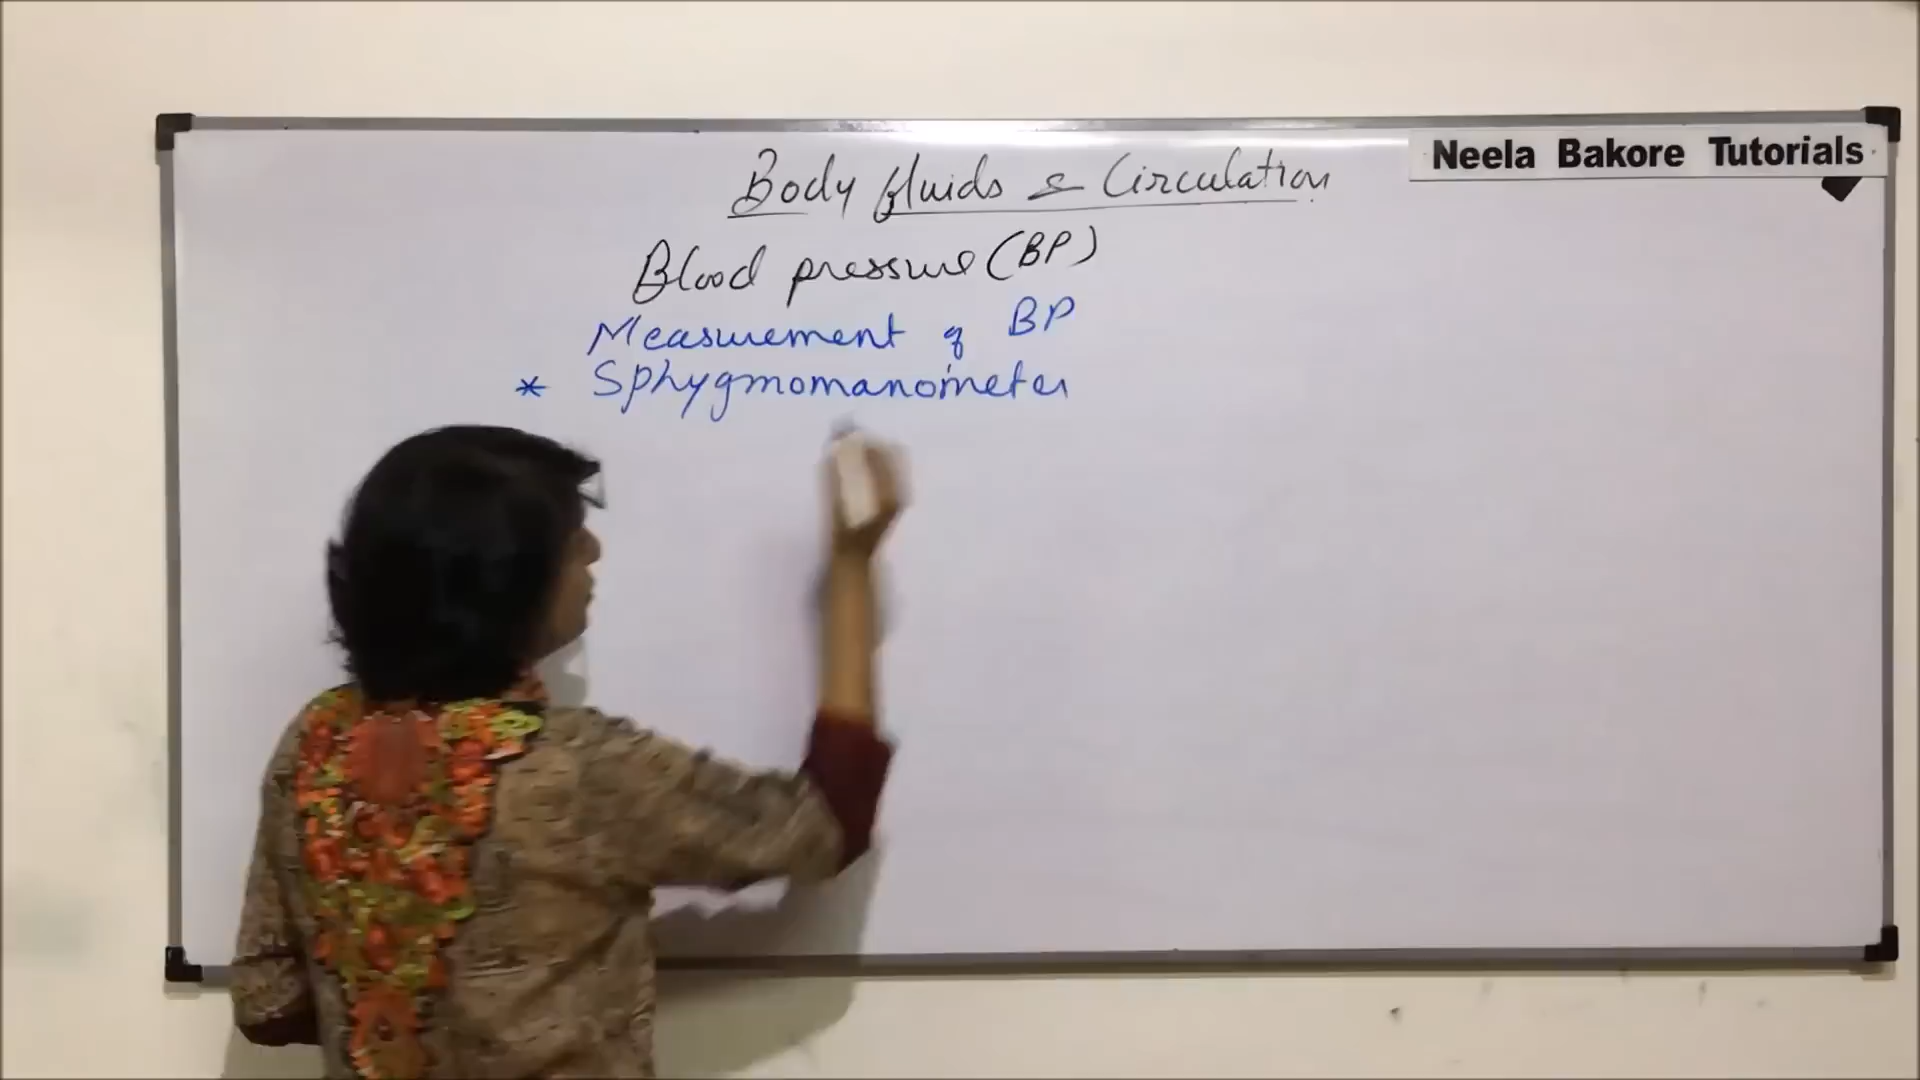 Neela Bakore Tutorials
Body fluids & Circulation
Blood pressure (BP)
Measurement of BP
* Sphygmomanometer